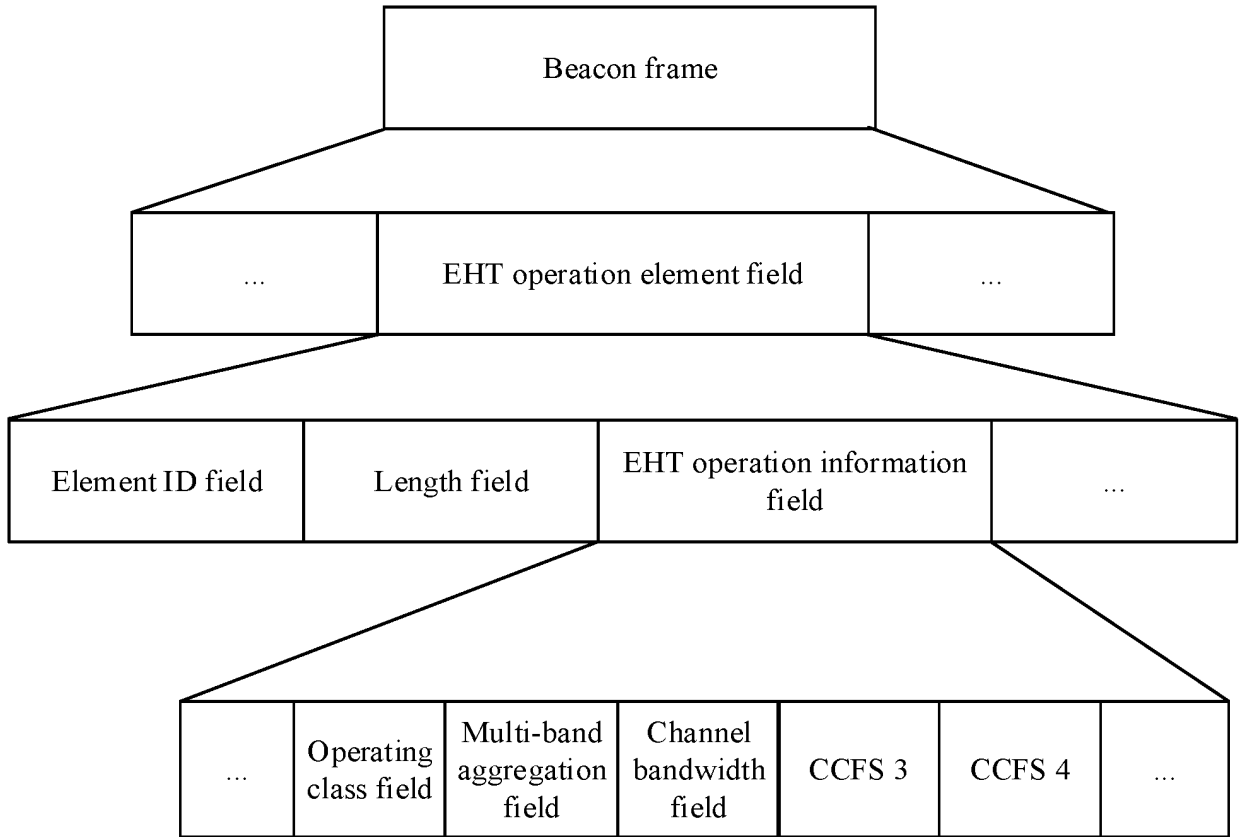 Beacon frame
...
EHT operation element field
...
Element ID field
Length field
EHT operation information
field
...
...
Operating
class field
Multi-band
aggregation
field
Channel
bandwidth
field
CCFS 3
CCFS 4
...